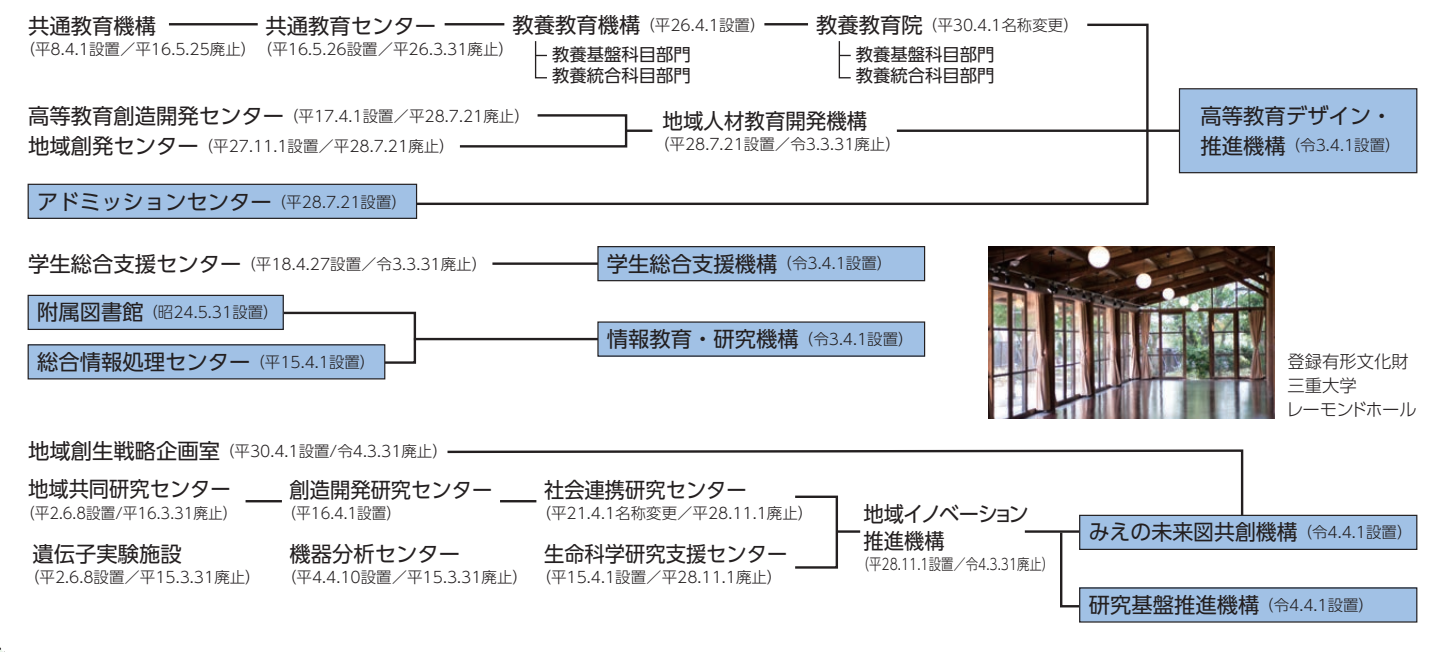 共通教育機構
(平8.4.1設置／平16.5.25廃止)
共通教育センター
(平16.5.26設置／平26.3.31廃止)
教養教育機構 (平26.4.1設置)
教養基盤科目部門
教養統合科目部門
教養教育院 (平30.4.1名称変更)
教養基盤科目部門
教養統合科目部門
高等教育創造開発センター (平17.4.1設置／平28.7.21廃止)
地域創発センター (平27.11.1設置／平28.7.21廃止)
地域人材教育開発機構
(平28.7.21設置／令3.3.31廃止)
高等教育デザイン・
推進機構 (令3.4.1設置)
アドミッションセンター (平28.7.21設置)
学生総合支援センター (平18.4.27設置／令3.3.31廃止)
学生総合支援機構 (令3.4.1設置)
附属図書館 (昭24.5.31設置)
総合情報処理センター (平15.4.1設置)
情報教育・研究機構 (令3.4.1設置)
登録有形文化財
三重大学
レーモンドホール
地域創生戦略企画室 (平30.4.1設置/令4.3.31廃止)
地域共同研究センター
(平2.6.8設置/平16.3.31廃止)
創造開発研究センター
(平16.4.1設置)
社会連携研究センター
(平21.4.1名称変更／平28.11.1廃止)
遺伝子実験施設
(平2.6.8設置／平15.3.31廃止)
機器分析センター
(平4.4.10設置／平15.3.31廃止)
生命科学研究支援センター
(平15.4.1設置／平28.11.1廃止)
地域イノベーション
推進機構
(平28.11.1設置／令4.3.31廃止)
みえの未来図共創機構 (令4.4.1設置)
研究基盤推進機構 (令4.4.1設置)